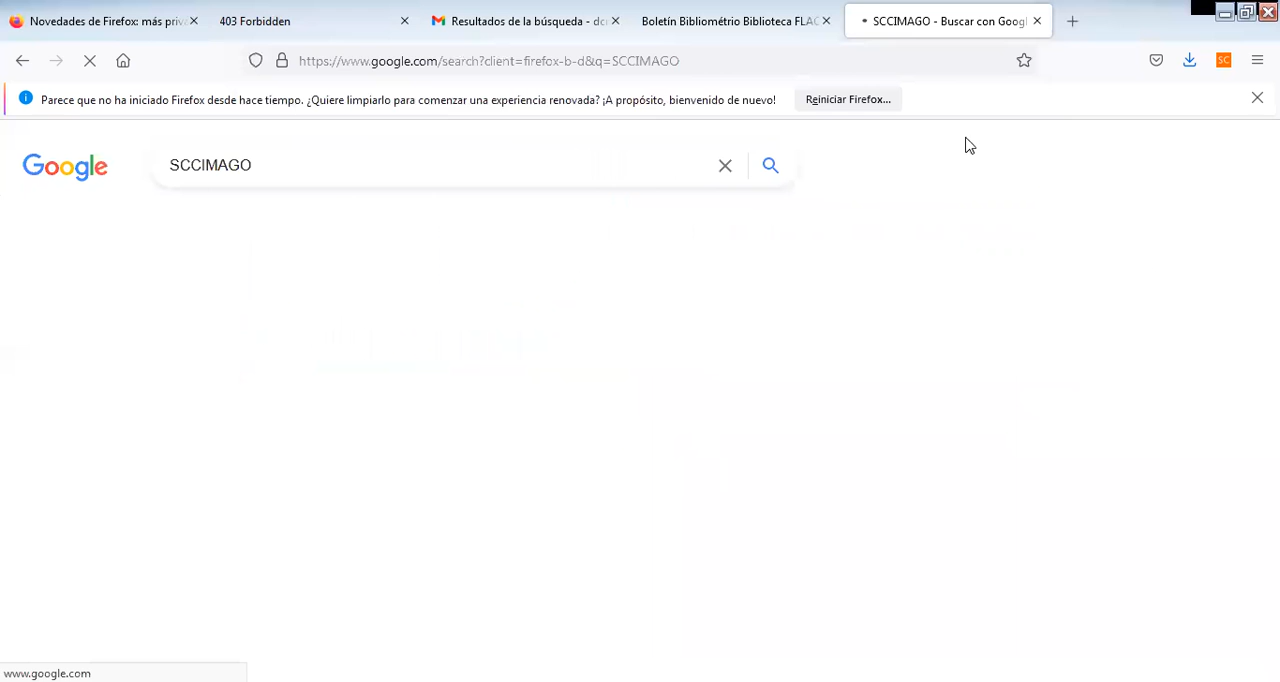 Novedades de Firefox: más priva
403 Forbidden
Resultados de la búsqueda - dcr
Boletín Bibliométrio Biblioteca FLAC
SCCIMAGO - Buscar con Googl
https://www.google.com/search?client=firefox-b-d&q=SCCIMAGO
SC
Parece que no ha iniciado Firefox desde hace tiempo. ¿Quiere limpiarlo para comenzar una experiencia renovada? ¡A propósito, bienvenido de nuevo!
Reiniciar Firefox...
Google
SCCIMAGO
www.google.com